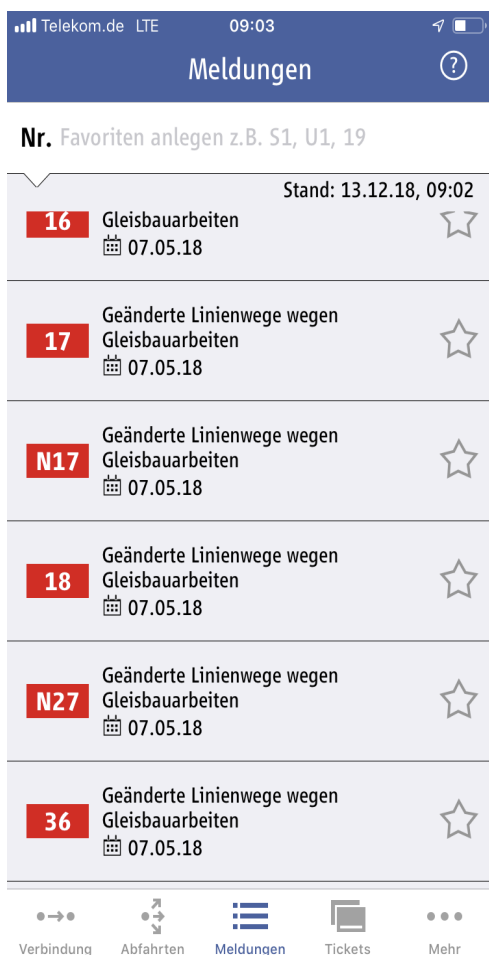 Telekom.de LTE 09:03
Meldungen
?
Nr. Favoriten anlegen z.B. S1, U1, 19
Stand: 13.12.18, 09:02
16
Gleisbauarbeiten
07.05.18
17
Geänderte Linienwege wegen
Gleisbauarbeiten
07.05.18
N17
Geänderte Linienwege wegen
Gleisbauarbeiten
07.05.18
18
Geänderte Linienwege wegen
Gleisbauarbeiten
07.05.18
N27
Geänderte Linienwege wegen
Gleisbauarbeiten
07.05.18
36
Geänderte Linienwege wegen
Gleisbauarbeiten
07.05.18
Verbindung Abfahrten Meldungen Tickets Mehr